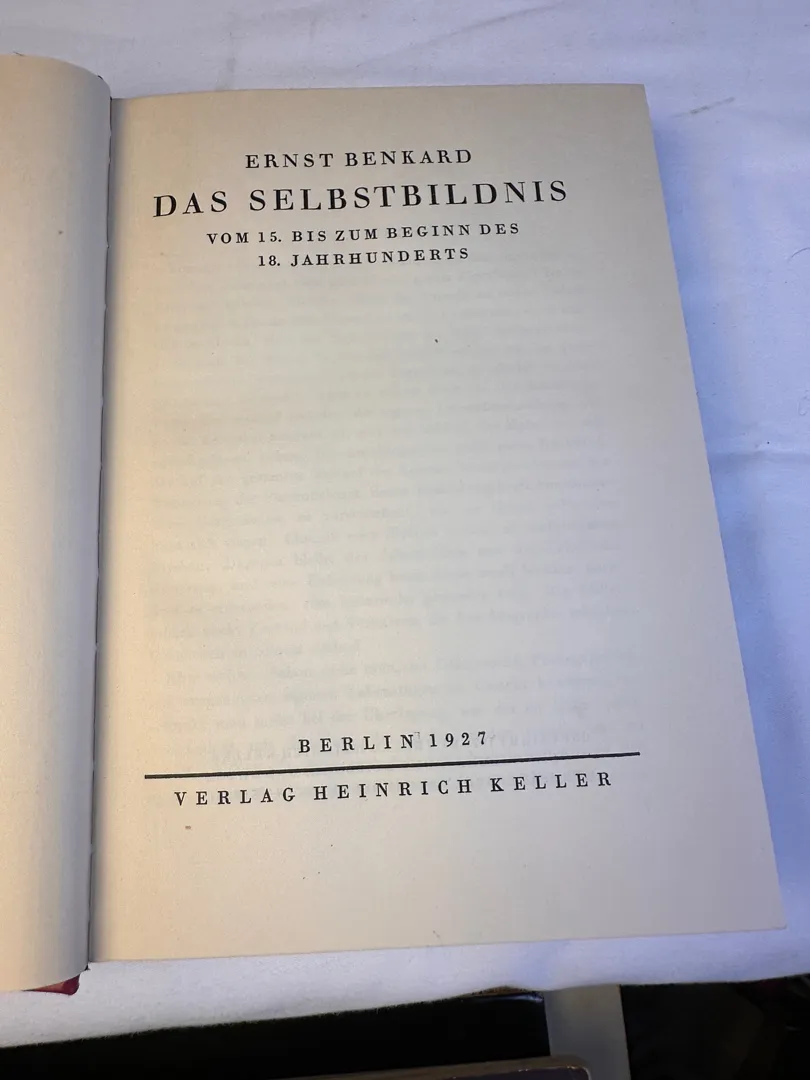 ERNST BENKARD
DAS SELBSTBILDNIS
VOM 15. BIS ZUM BEGINN DES
18. JAHRHUNDERTS
BERLIN 1927
VERLAG HEINRICH KELLER